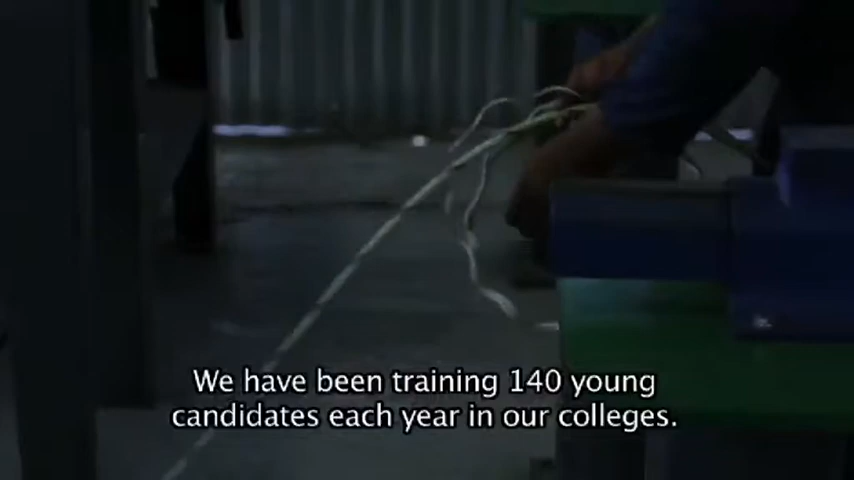 We have been training 140 young
candidates each year in our colleges.